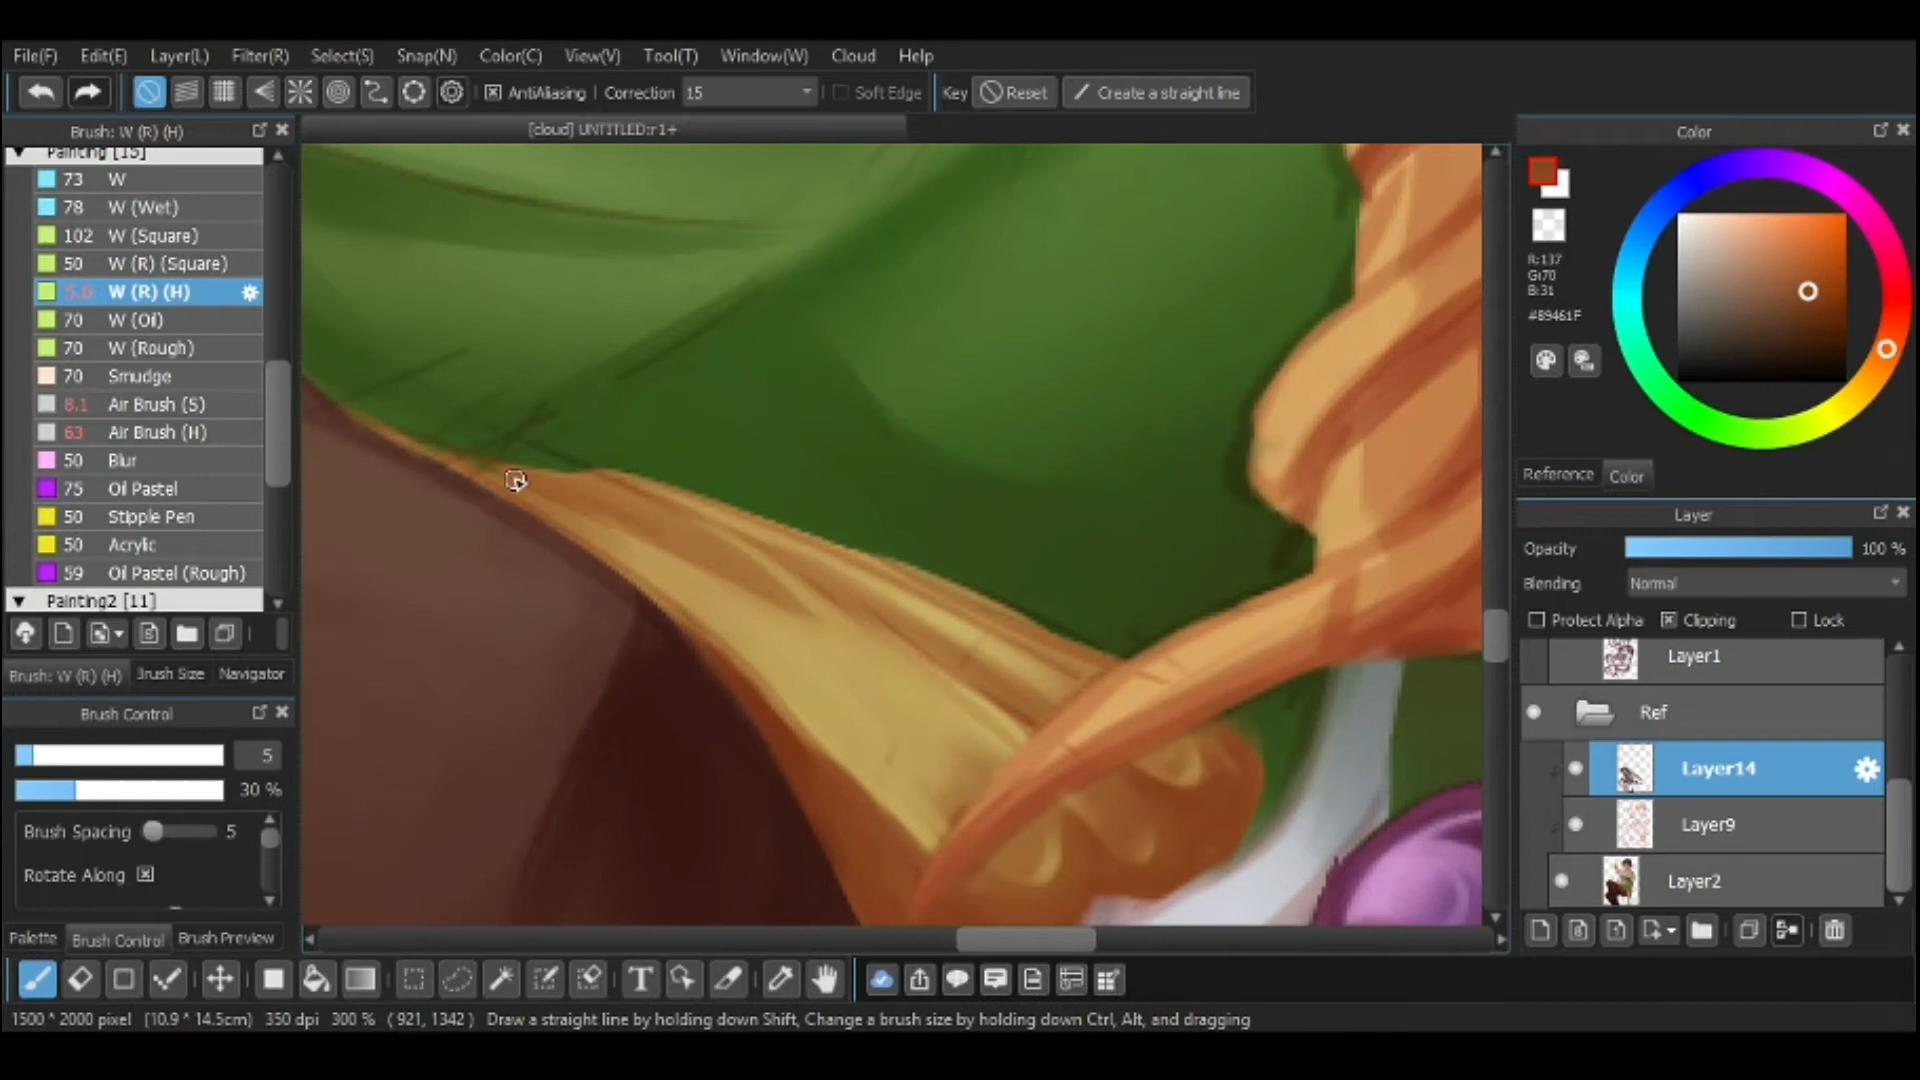 File(F) Edit(E) Layer(L) Filter(R) Select(S) Snap(N) Color(C) View(V) Tool(T) Window(W) Cloud Help
AntiAliasing Correction 15 Soft Edge Key Reset Create a straight line
Brush: W (R) (H)
[cloud] UNTITLED:r1+
Painting [15]
73 W
78 W (Wet)
102 W (Square)
50 W (R) (Square)
5.0 W (R) (H)
70 W (Oil)
70 W (Rough)
70 Smudge
8.1 Air Brush (S)
63 Air Brush (H)
50 Blur
75 Oil Pastel
50 Stipple Pen
50 Acrylic
59 Oil Pastel (Rough)
Painting2 [11]
Brush: W (R) (H) Brush Size Navigator
Brush Control
5
30 %
Brush Spacing 5
Rotate Along
Palette Brush Control Brush Preview
Color
R:137
G:70
B:31
#89461F
Reference Color
Layer
Opacity 100 %
Blending Normal
Protect Alpha Clipping Lock
Layer1
Ref
Layer14
Layer9
Layer2
T
1500 * 2000 pixel (10.9 * 14.5cm) 350 dpi 300 % ( 921, 1342 ) Draw a straight line by holding down Shift, Change a brush size by holding down Ctrl, Alt, and dragging